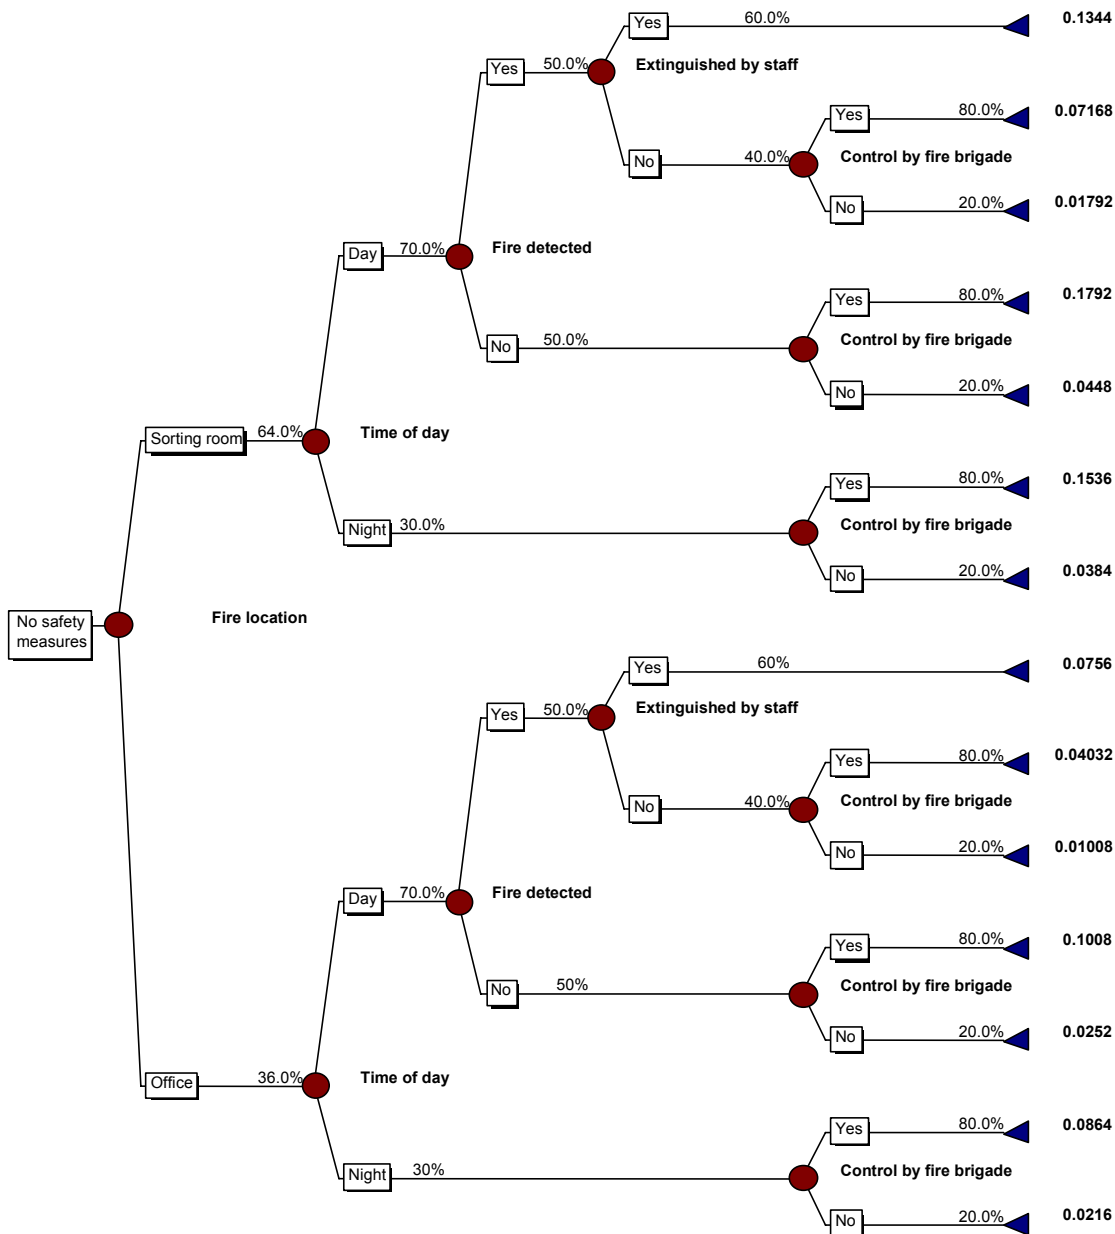 Yes 60.0% 0.1344
Yes 50.0% Extinguished by staff
Yes 80.0% 0.07168
No 40.0% Control by fire brigade
No 20.0% 0.01792
Day 70.0% Fire detected
Yes 80.0% 0.1792
No 50.0% Control by fire brigade
No 20.0% 0.0448
Sorting room 64.0% Time of day
Yes 80.0% 0.1536
Night 30.0% Control by fire brigade
No 20.0% 0.0384
No safety
measures
Fire location
Yes 60% 0.0756
Yes 50.0% Extinguished by staff
Yes 80.0% 0.04032
No 40.0% Control by fire brigade
No 20.0% 0.01008
Day 70.0% Fire detected
Yes 80.0% 0.1008
No 50% Control by fire brigade
No 20.0% 0.0252
Office 36.0% Time of day
Yes 80.0% 0.0864
Night 30% Control by fire brigade
No 20.0% 0.0216